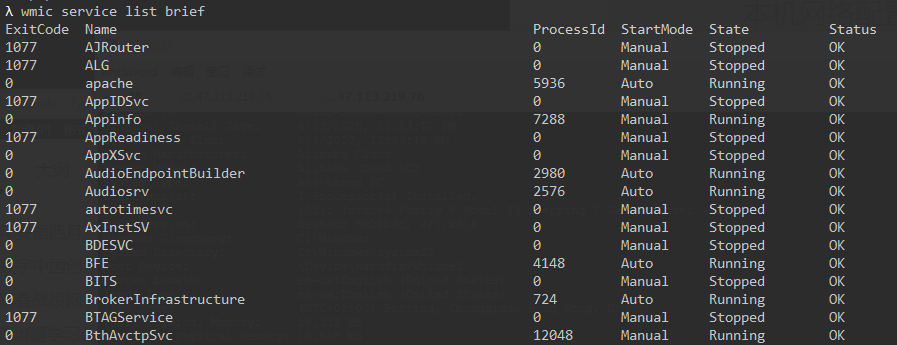 λ wmic service list brief
ExitCode Name ProcessId StartMode State Status
1077 AJRouter 0 Manual Stopped OK
1077 ALG 0 Manual Stopped OK
0 apache 5936 Auto Running OK
1077 AppIDSvc 0 Manual Stopped OK
0 Appinfo 7288 Manual Running OK
1077 AppReadiness 0 Manual Stopped OK
0 AppXSvc 0 Manual Stopped OK
0 AudioEndpointBuilder 2980 Auto Running OK
0 Audiosrv 2576 Auto Running OK
1077 autotimesvc 0 Manual Stopped OK
1077 AxInstSV 0 Manual Stopped OK
0 BDESVC 0 Manual Stopped OK
0 BFE 4148 Auto Running OK
0 BITS 0 Manual Stopped OK
0 BrokerInfrastructure 724 Auto Running OK
1077 BTAGService 0 Manual Stopped OK
0 BthAvctpSvc 12048 Manual Running OK